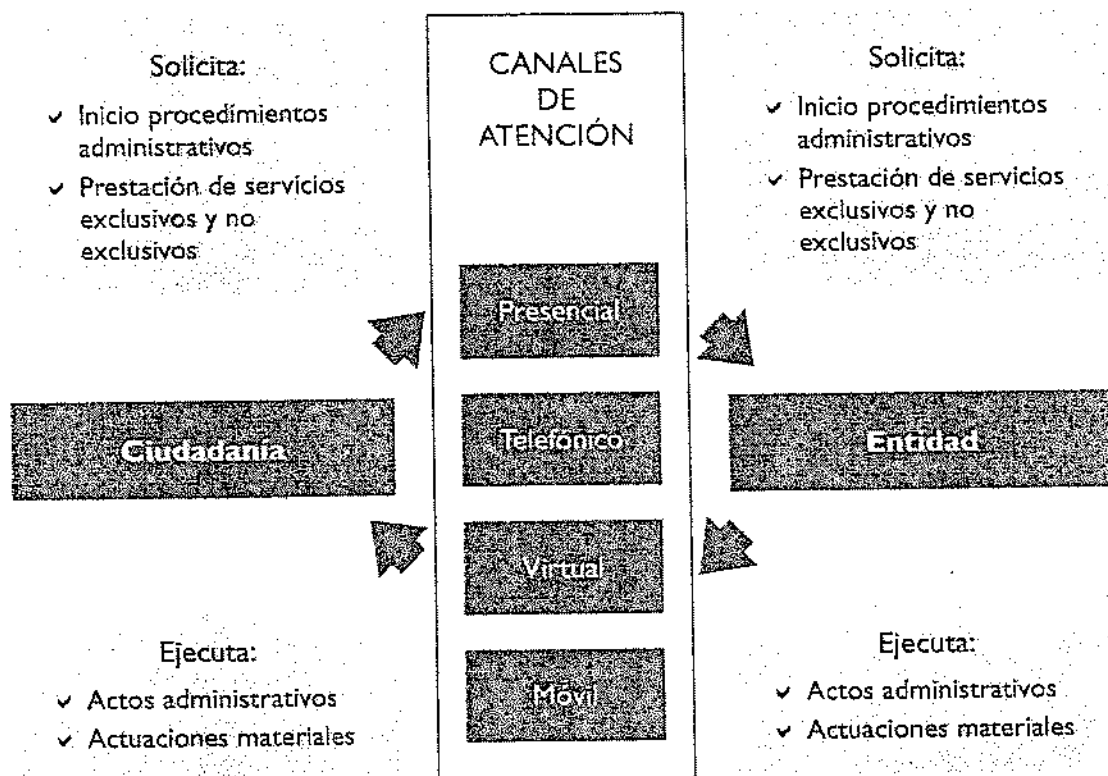 Solicita:
✓ Inicio procedimientos
administrativos
✓ Prestación de servicios
exclusivos y no
exclusivos
CANALES
DE
ATENCIÓN
Solicita:
✓ Inicio procedimientos
administrativos
✓ Prestación de servicios
exclusivos y no
exclusivos
Presencial
Ciudadanía
Telefónico
Entidad
Virtual
Móvil
Ejecuta:
✓ Actos administrativos
✓ Actuaciones materiales
Ejecuta:
✓ Actos administrativos
✓ Actuaciones materiales